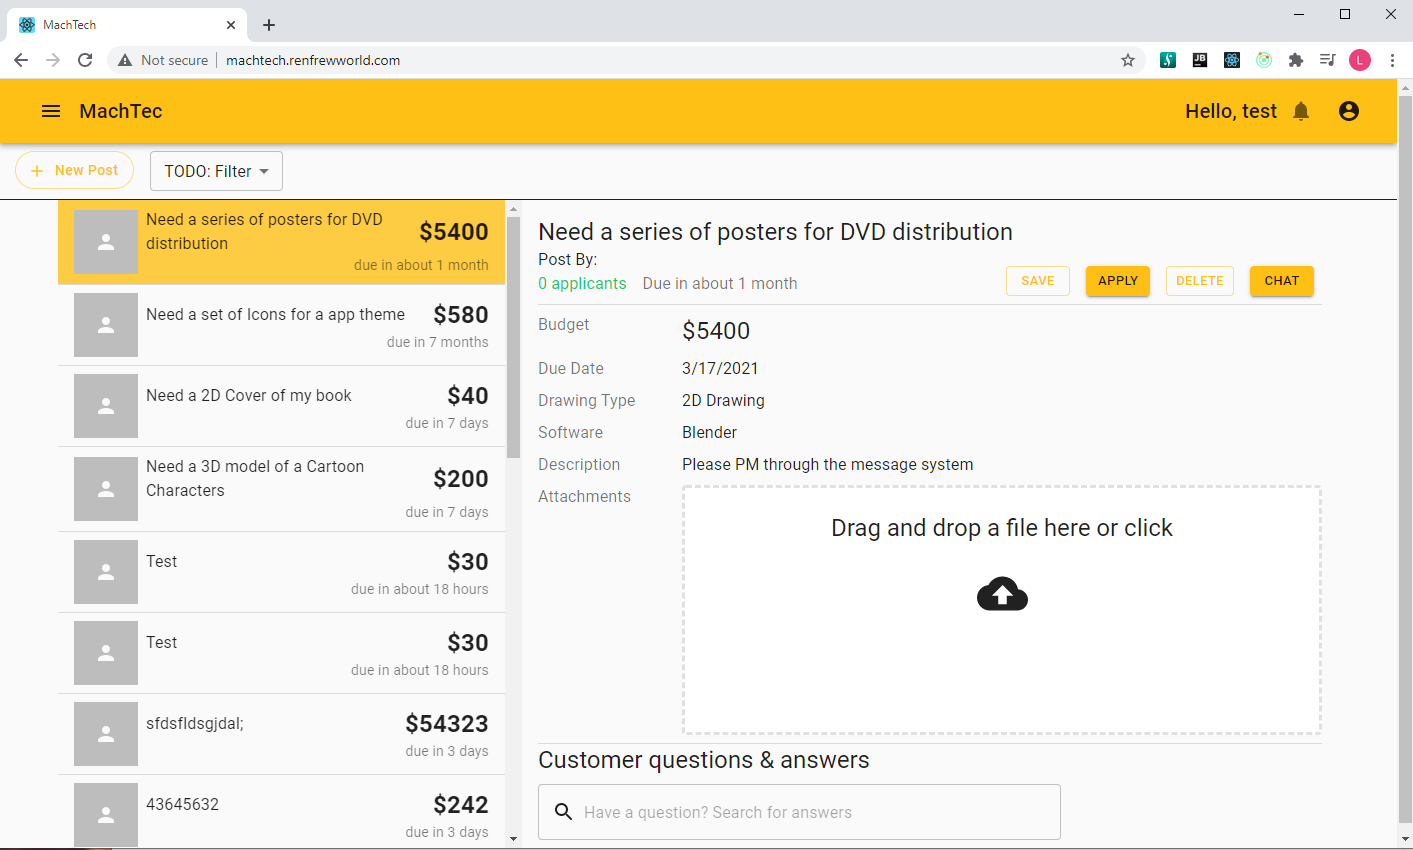 MachTech
Not secure
machtech.renfrewworld.com
L
MachTec
Hello, test
New Post
TODO: Filter
Need a series of posters for DVD
distribution
$5400
due in about 1 month
Need a set of Icons for a app theme
$580
due in 7 months
Need a 2D Cover of my book
$40
due in 7 days
Need a 3D model of a Cartoon
Characters
$200
due in 7 days
Test
$30
due in about 18 hours
Test
$30
due in about 18 hours
sfdsfldsgjdal;
$54323
due in 3 days
43645632
$242
due in 3 days
Need a series of posters for DVD distribution
Post By:
0 applicants Due in about 1 month
SAVE APPLY DELETE CHAT
Budget $5400
Due Date 3/17/2021
Drawing Type 2D Drawing
Software Blender
Description Please PM through the message system
Attachments
Drag and drop a file here or click
Customer questions & answers
Have a question? Search for answers